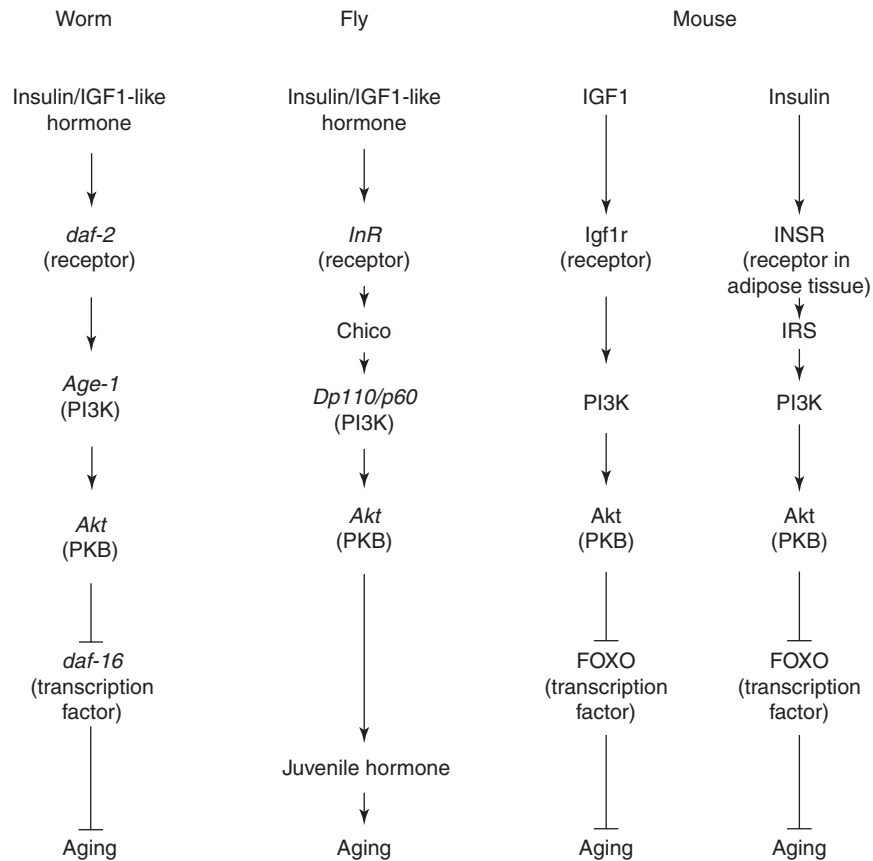 Worm
Fly
Mouse
Insulin/IGF1-like
hormone
daf-2
(receptor)
Age-1
(PI3K)
Akt
(PKB)
daf-16
(transcription
factor)
Aging
Insulin/IGF1-like
hormone
InR
(receptor)
Chico
Dp110/p60
(PI3K)
Akt
(PKB)
Juvenile hormone
Aging
IGF1
Igf1r
(receptor)
PI3K
Akt
(PKB)
FOXO
(transcription
factor)
Aging
Insulin
INSR
(receptor in
adipose tissue)
IRS
PI3K
Akt
(PKB)
FOXO
(transcription
factor)
Aging